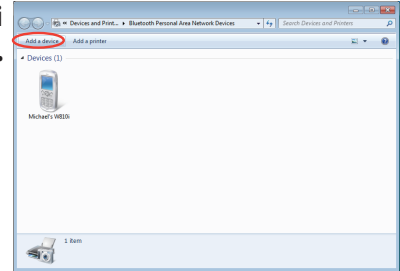 i
« Devices and Print... ▸ Bluetooth Personal Area Network Devices
Search Devices and Printers
Add a device
Add a printer
Devices (1)
Michael's W810i
1 item